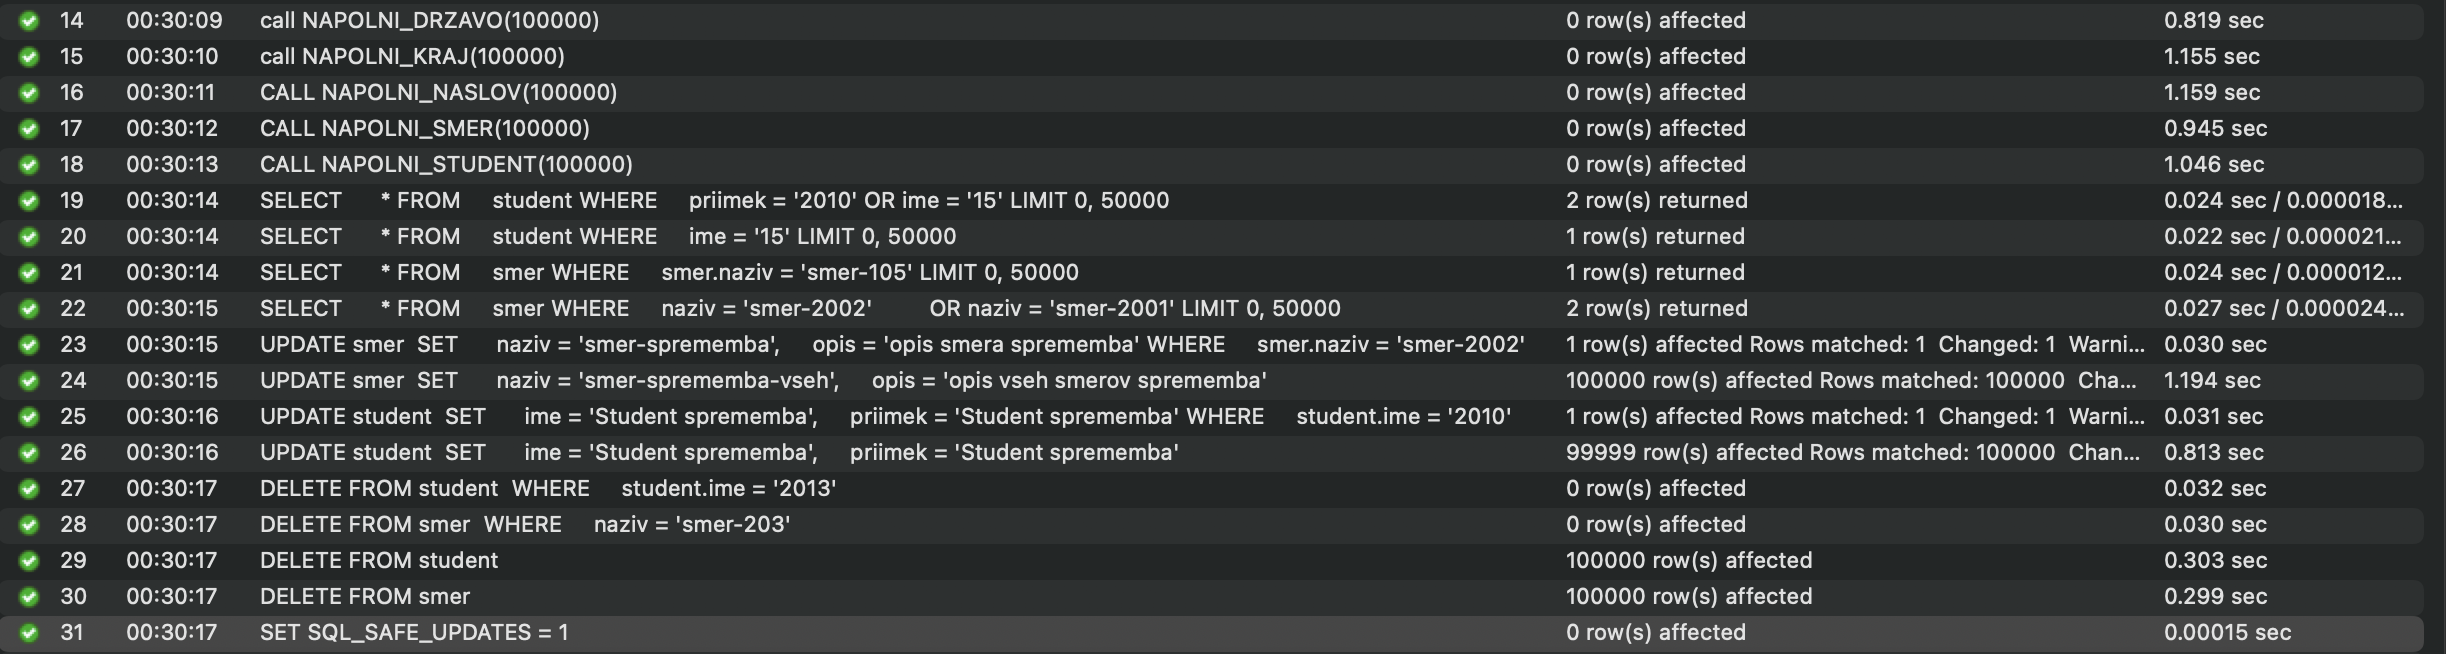 14 00:30:09 call NAPOLNI_DRZAVO(100000) 0 row(s) affected 0.819 sec
15 00:30:10 call NAPOLNI_KRAJ(100000) 0 row(s) affected 1.155 sec
16 00:30:11 CALL NAPOLNI_NASLOV(100000) 0 row(s) affected 1.159 sec
17 00:30:12 CALL NAPOLNI_SMER(100000) 0 row(s) affected 0.945 sec
18 00:30:13 CALL NAPOLNI_STUDENT(100000) 0 row(s) affected 1.046 sec
19 00:30:14 SELECT * FROM student WHERE priimek = '2010' OR ime = '15' LIMIT 0, 50000 2 row(s) returned 0.024 sec / 0.000018...
20 00:30:14 SELECT * FROM student WHERE ime = '15' LIMIT 0, 50000 1 row(s) returned 0.022 sec / 0.000021...
21 00:30:14 SELECT * FROM smer WHERE smer.naziv = 'smer-105' LIMIT 0, 50000 1 row(s) returned 0.024 sec / 0.000012...
22 00:30:15 SELECT * FROM smer WHERE naziv = 'smer-2002' OR naziv = 'smer-2001' LIMIT 0, 50000 2 row(s) returned 0.027 sec / 0.000024...
23 00:30:15 UPDATE smer SET naziv = 'smer-sprememba', opis = 'opis smera sprememba' WHERE smer.naziv = 'smer-2002' 1 row(s) affected Rows matched: 1 Changed: 1 Warni... 0.030 sec
24 00:30:15 UPDATE smer SET naziv = 'smer-sprememba-vseh', opis = 'opis vseh smerov sprememba' 100000 row(s) affected Rows matched: 100000 Cha... 1.194 sec
25 00:30:16 UPDATE student SET ime = 'Student sprememba', priimek = 'Student sprememba' WHERE student.ime = '2010' 1 row(s) affected Rows matched: 1 Changed: 1 Warni... 0.031 sec
26 00:30:16 UPDATE student SET ime = 'Student sprememba', priimek = 'Student sprememba' 99999 row(s) affected Rows matched: 100000 Chan... 0.813 sec
27 00:30:17 DELETE FROM student WHERE student.ime = '2013' 0 row(s) affected 0.032 sec
28 00:30:17 DELETE FROM smer WHERE naziv = 'smer-203' 0 row(s) affected 0.030 sec
29 00:30:17 DELETE FROM student 100000 row(s) affected 0.303 sec
30 00:30:17 DELETE FROM smer 100000 row(s) affected 0.299 sec
31 00:30:17 SET SQL_SAFE_UPDATES = 1 0 row(s) affected 0.00015 sec